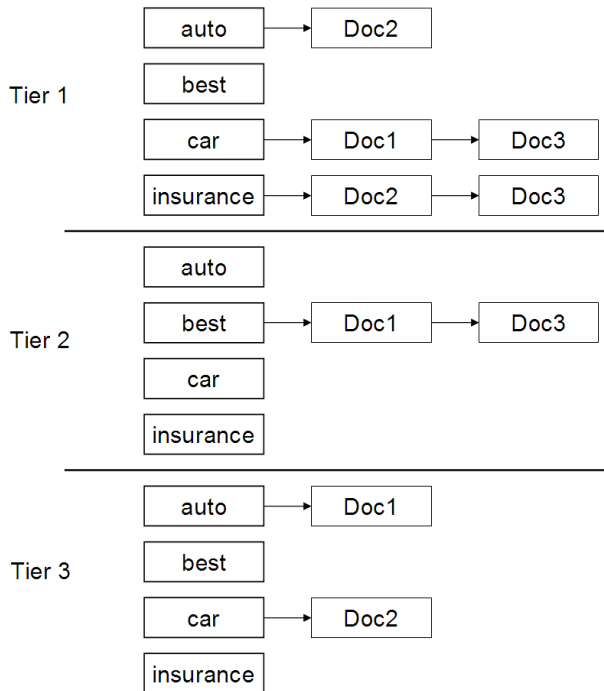 auto Doc2
Tier 1
best
car Doc1 Doc3
insurance Doc2 Doc3
auto
best Doc1 Doc3
Tier 2
car
insurance
auto Doc1
best
Tier 3
car Doc2
insurance